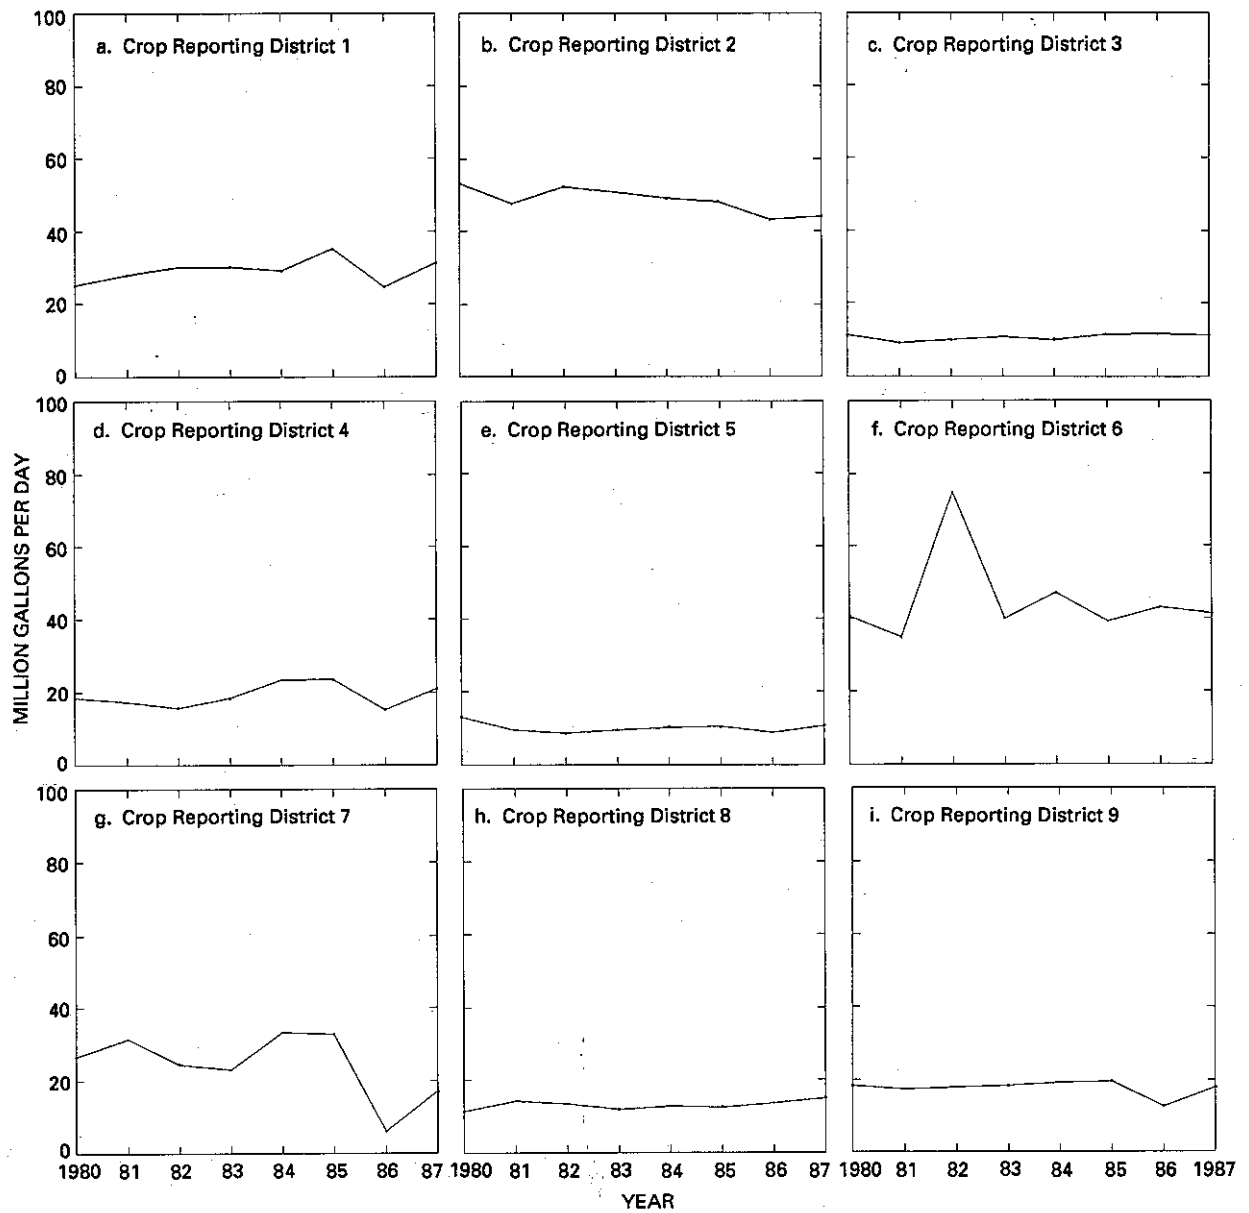 a. Crop Reporting District 1
b. Crop Reporting District 2
c. Crop Reporting District 3
100
80
60
40
20
0
d. Crop Reporting District 4
e. Crop Reporting District 5
f. Crop Reporting District 6
100
80
60
40
20
0
MILLION GALLONS PER DAY
g. Crop Reporting District 7
h. Crop Reporting District 8
i. Crop Reporting District 9
100
80
60
40
20
0
1980 81 82 83 84 85 86 87
1980 81 82 83 84 85 86 87
1980 81 82 83 84 85 86 1987
YEAR